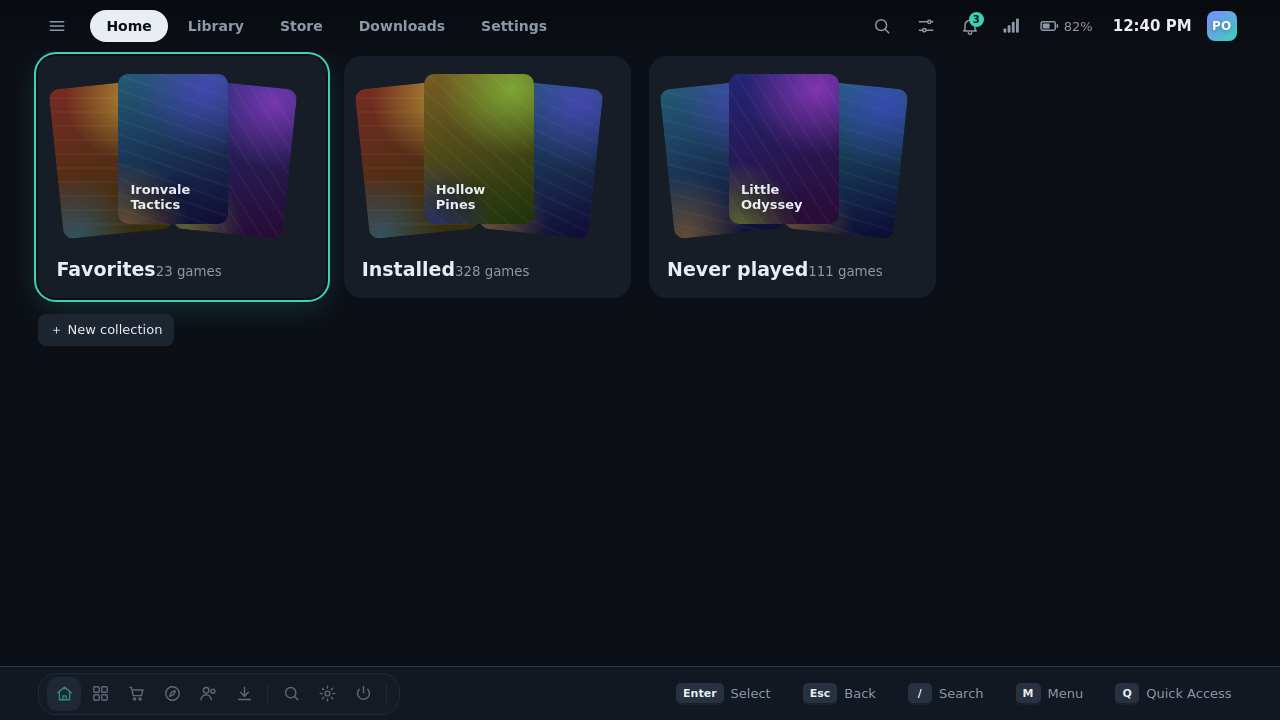 Home Library Store Downloads Settings 3 82% 12:40 PM PO
Ironvale
Tactics
Hollow
Pines
Little
Odyssey
Favorites 23 games
Installed 328 games
Never played 111 games
+ New collection
Enter Select Esc Back / Search M Menu Q Quick Access